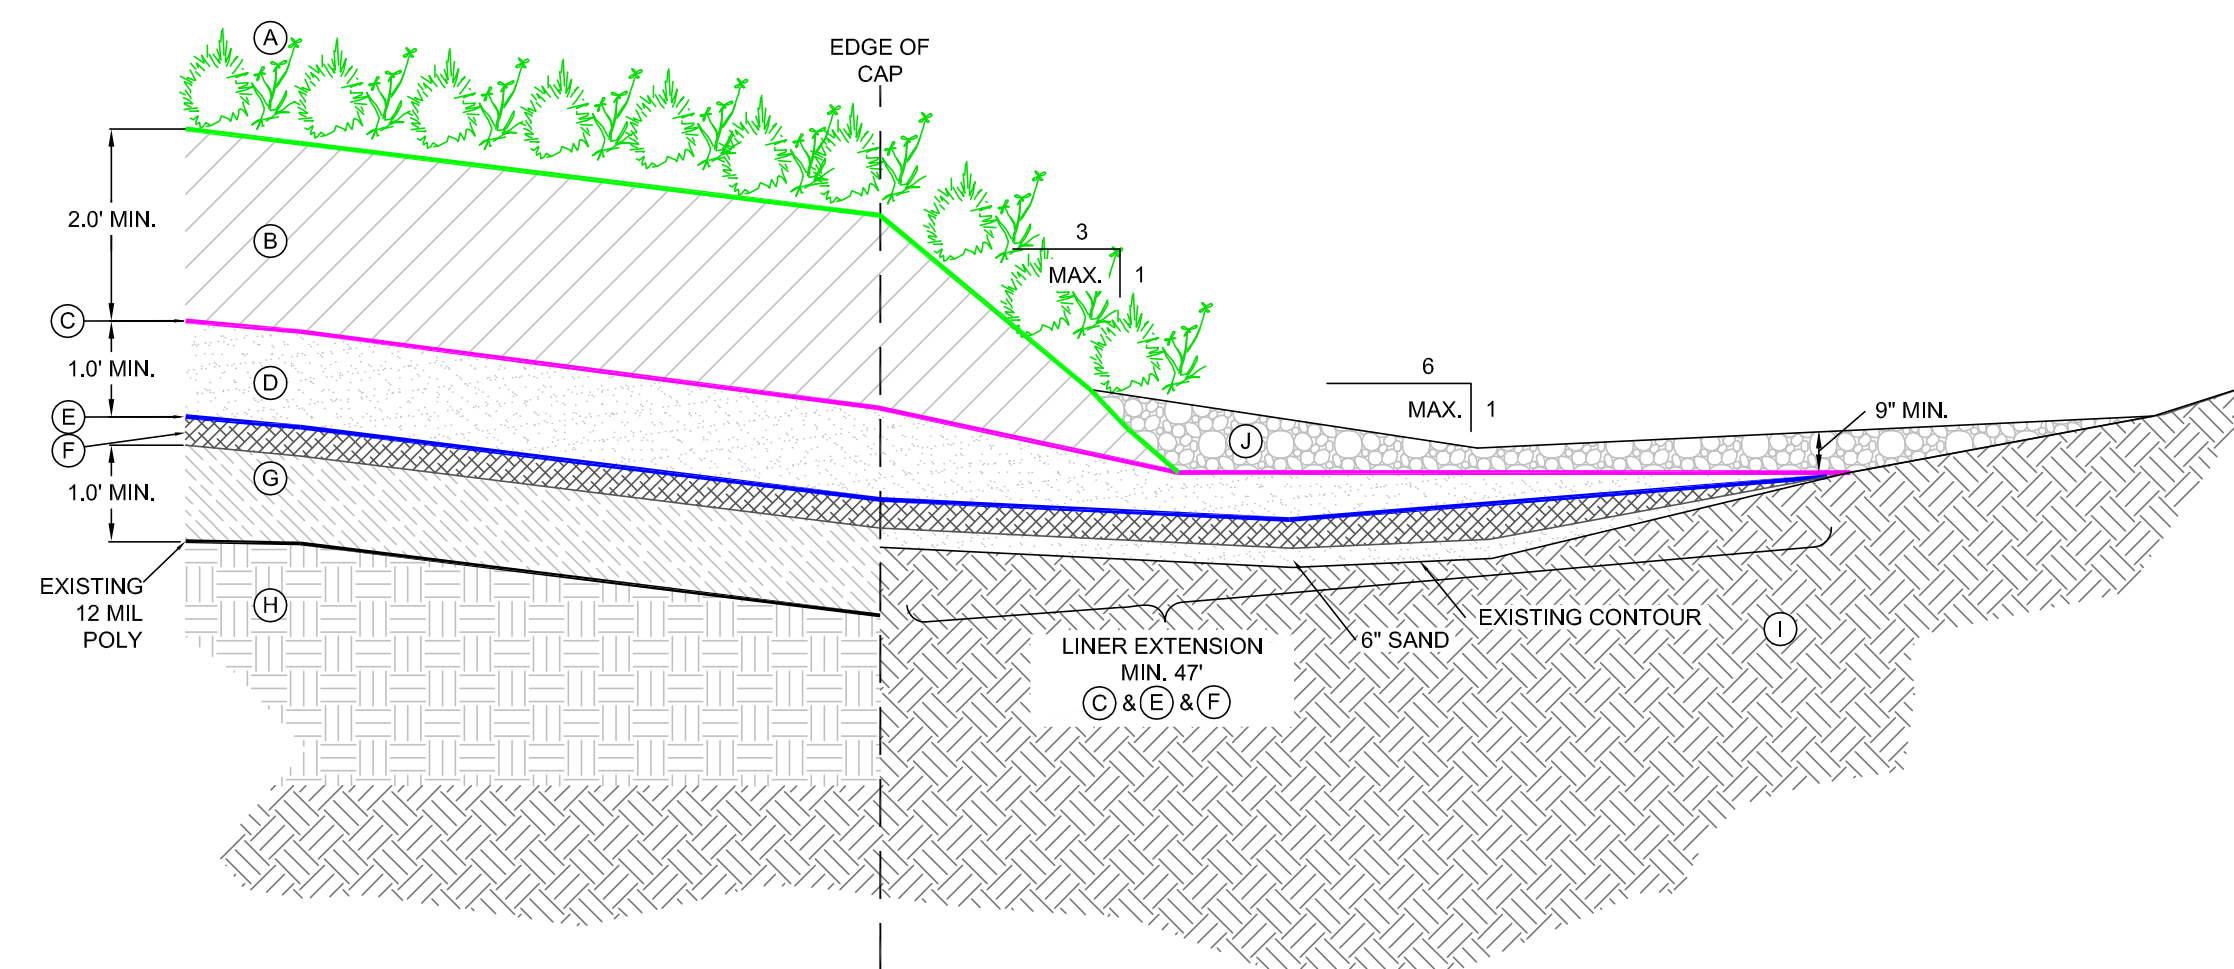 A
EDGE OF
CAP
2.0' MIN.
B
3
MAX.
1
C
1.0' MIN.
D
6
MAX.
1
9" MIN.
E
F
J
1.0' MIN.
G
EXISTING
12 MIL
POLY
H
LINER EXTENSION
MIN. 47'
C & E & F
6" SAND
EXISTING CONTOUR
I